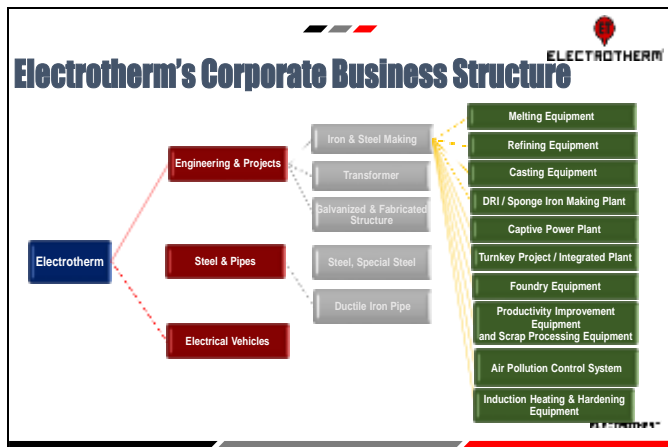 ELECTROTHERM
Electrotherm's Corporate Business Structure
Electrotherm
Engineering & Projects
Steel & Pipes
Electrical Vehicles
Iron & Steel Making
Transformer
Galvanized & Fabricated
Structure
Steel, Special Steel
Ductile Iron Pipe
Melting Equipment
Refining Equipment
Casting Equipment
DRI / Sponge Iron Making Plant
Captive Power Plant
Turnkey Project / Integrated Plant
Foundry Equipment
Productivity Improvement
Equipment
and Scrap Processing Equipment
Air Pollution Control System
Induction Heating & Hardening
Equipment